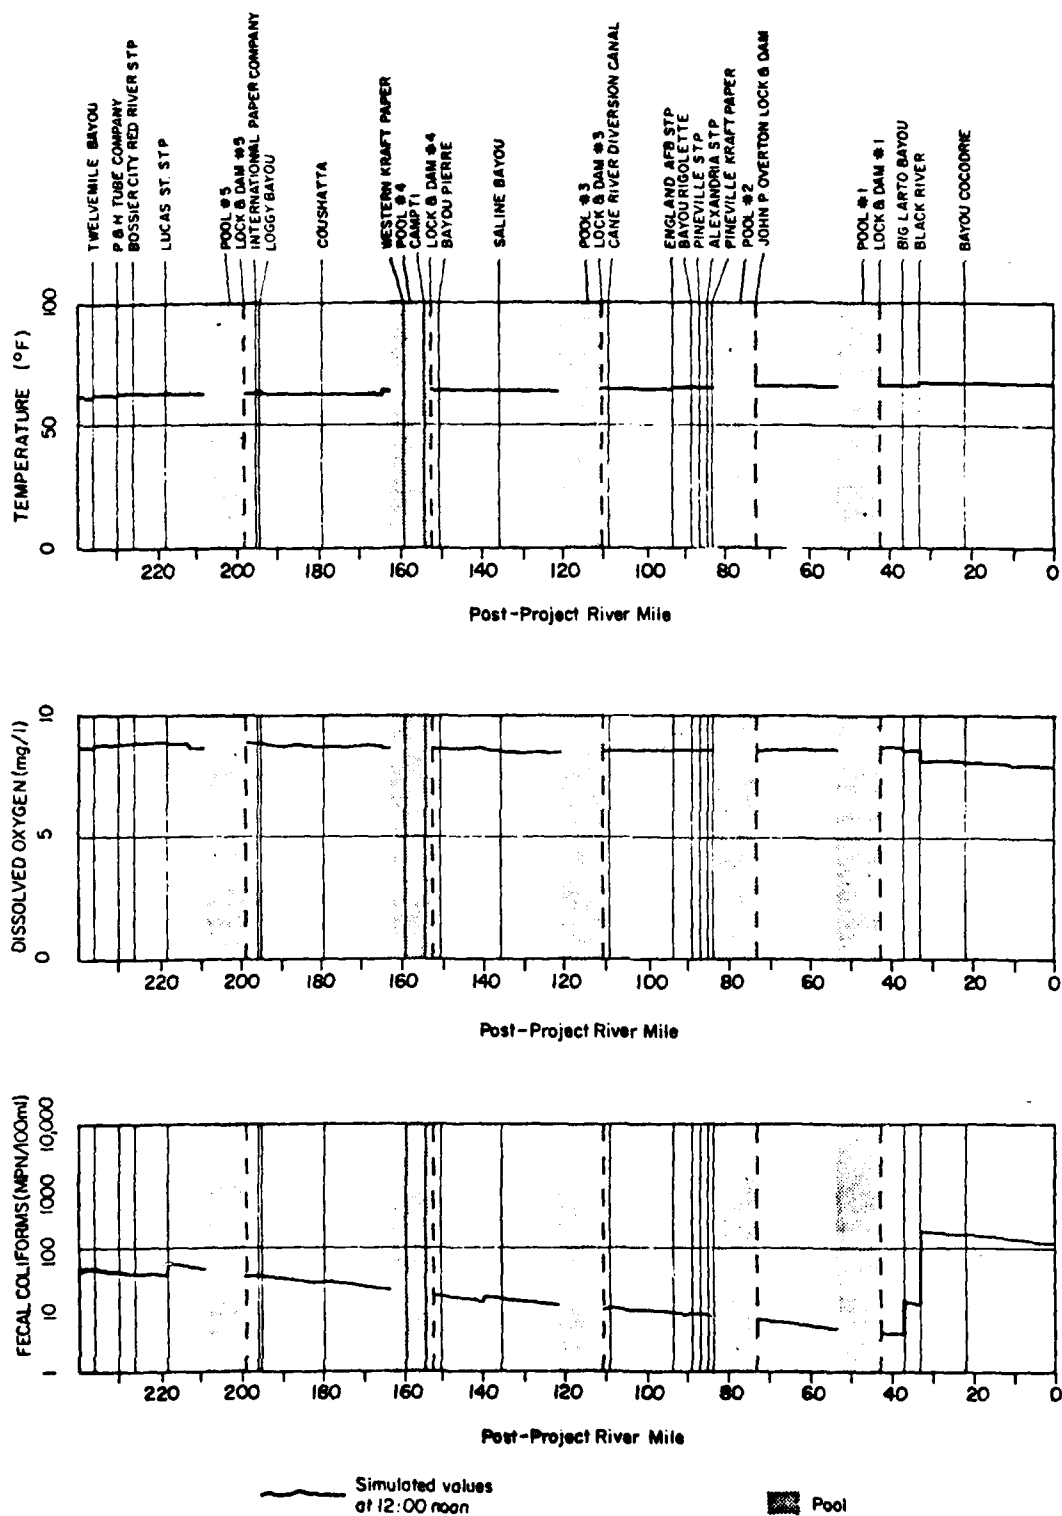 TWELVEMILE BAYOU
P & H TUBE COMPANY
BOSSIER CITY RED RIVER STP
LUCAS ST. STP
POOL #5
LOCK & DAM #5
INTERNATIONAL PAPER COMPANY
LOGGY BAYOU
COUSHATTA
WESTERN KRAFT PAPER
POOL #4
CAMPTI
LOCK & DAM #4
BAYOU PIERRE
SALINE BAYOU
POOL #3
LOCK & DAM #3
CANE RIVER DIVERSION CANAL
ENGLAND AFB STP
BAYOU RIGOLETTE
PINEVILLE STP
ALEXANDRIA STP
PINEVILLE KRAFT PAPER
POOL #2
JOHN P. OVERTON LOCK & DAM
POOL #1
LOCK & DAM #1
BIG LARTO BAYOU
BLACK RIVER
BAYOU COCODRIE
TEMPERATURE (°F)
100
50
0
220 200 180 160 140 120 100 80 60 40 20 0
Post-Project River Mile
DISSOLVED OXYGEN (mg/l)
10
5
0
220 200 180 160 140 120 100 80 60 40 20 0
Post-Project River Mile
FECAL COLIFORMS (MPN/100ml)
10,000
1000
100
10
1
220 200 180 160 140 120 100 80 60 40 20 0
Post-Project River Mile
Simulated values
at 12:00 noon
Pool